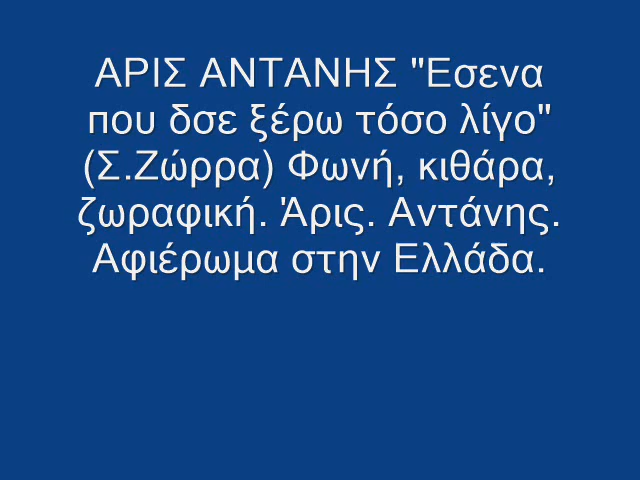 ΑΡΙΣ ΑΝΤΑΝΗΣ "Εσενα
που δσε ξέρω τόσο λίγο"
(Σ.Ζώρρα) Φωνή, κιθάρα,
ζωραφική. Άρις. Αντάνης.
Αφιέρωμα στην Ελλάδα.